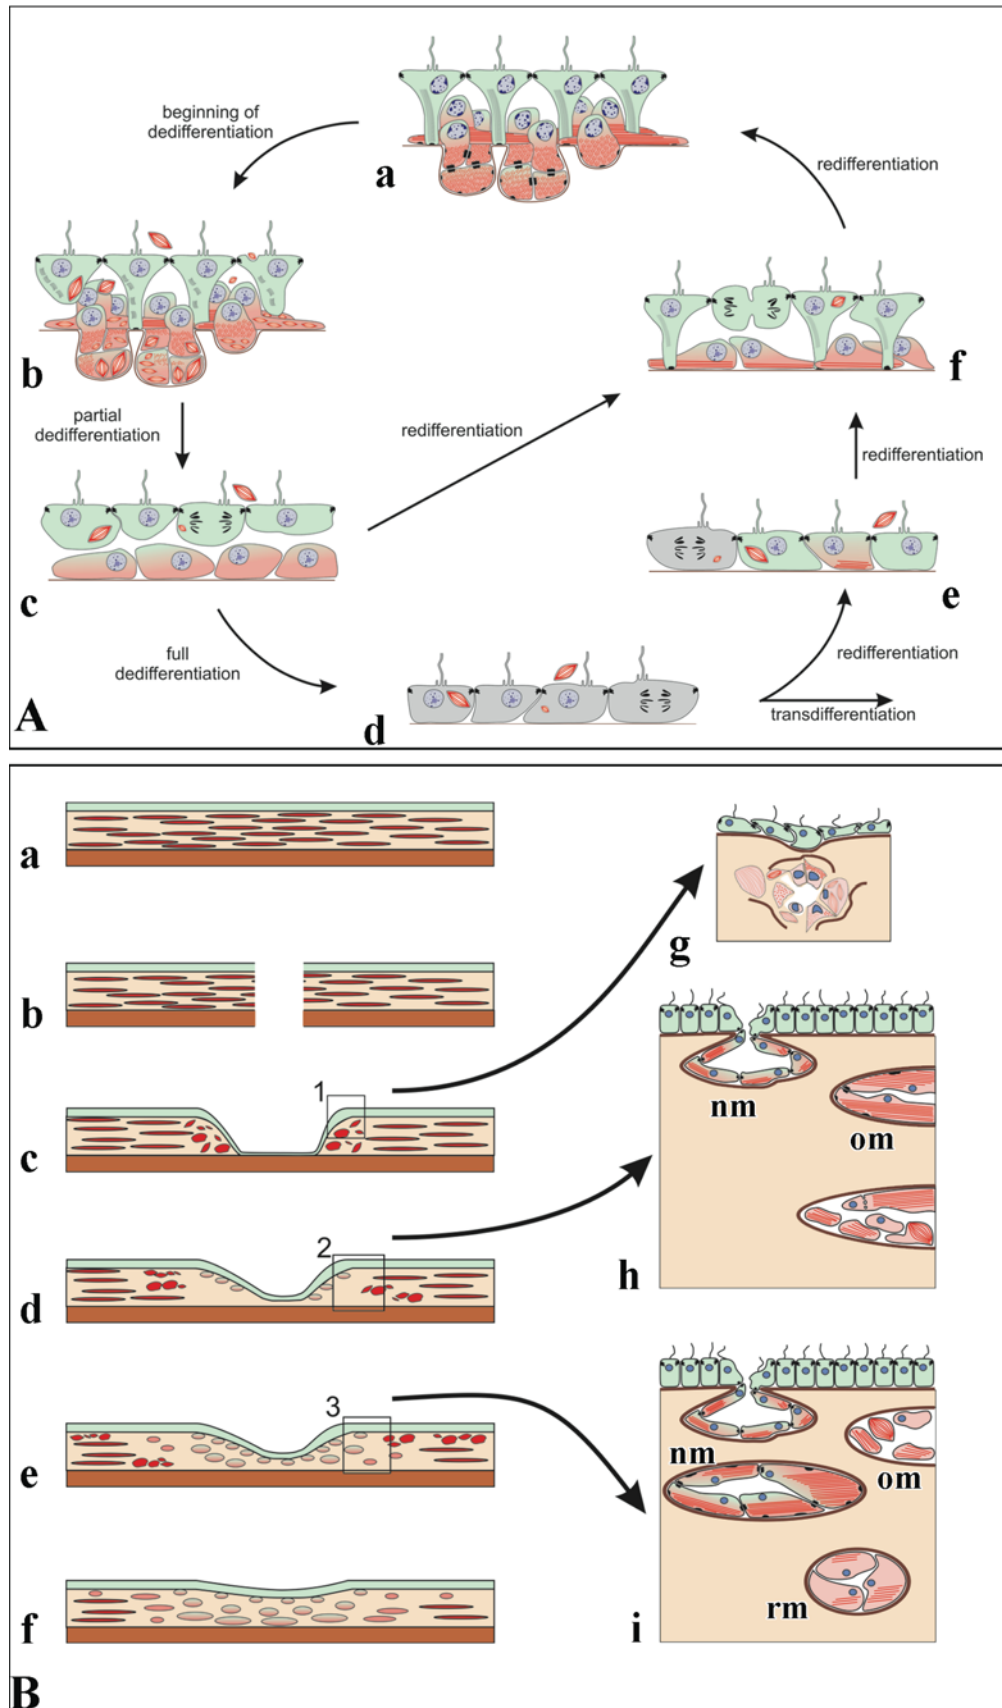 a
beginning of
dedifferentiation
redifferentiation
b
f
partial
dedifferentiation
redifferentiation
redifferentiation
c
e
full
dedifferentiation
redifferentiation
transdifferentiation
d
A
a
g
b
1
nm
om
c
2
h
d
3
nm
om
e
rm
i
f
B